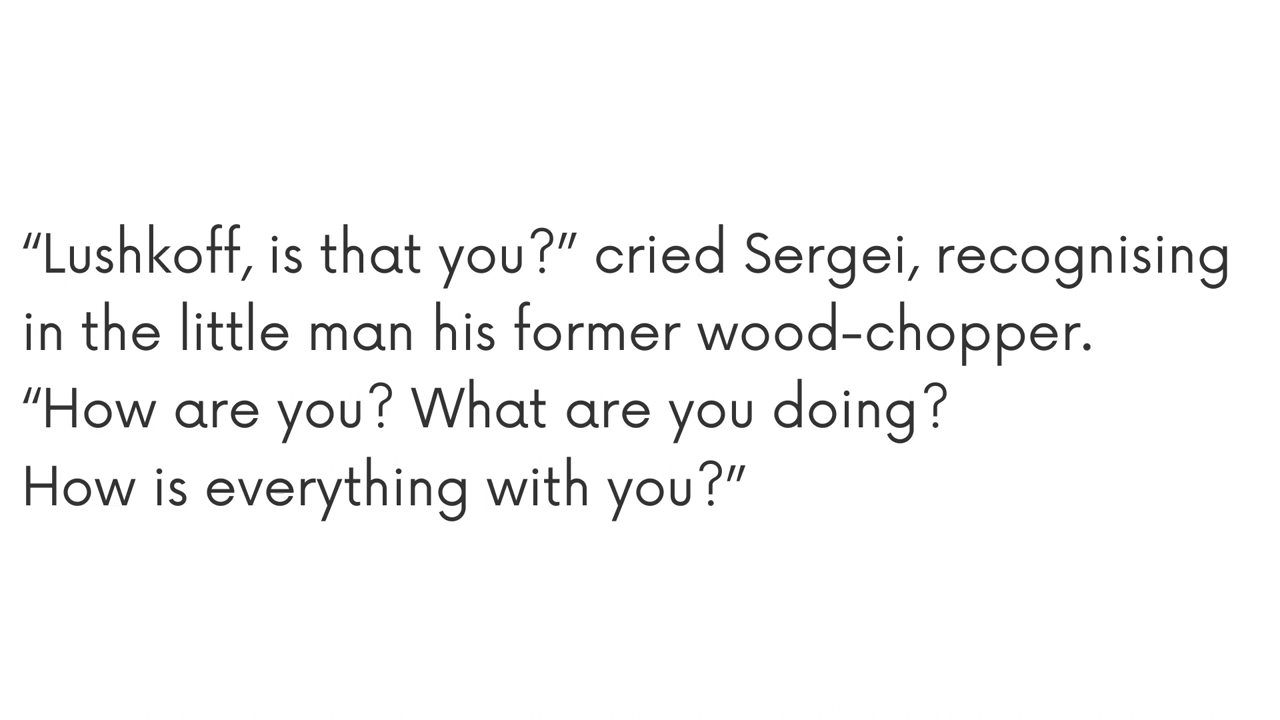 “Lushkoff, is that you?” cried Sergei, recognising
in the little man his former wood-chopper.
“How are you? What are you doing?
How is everything with you?”